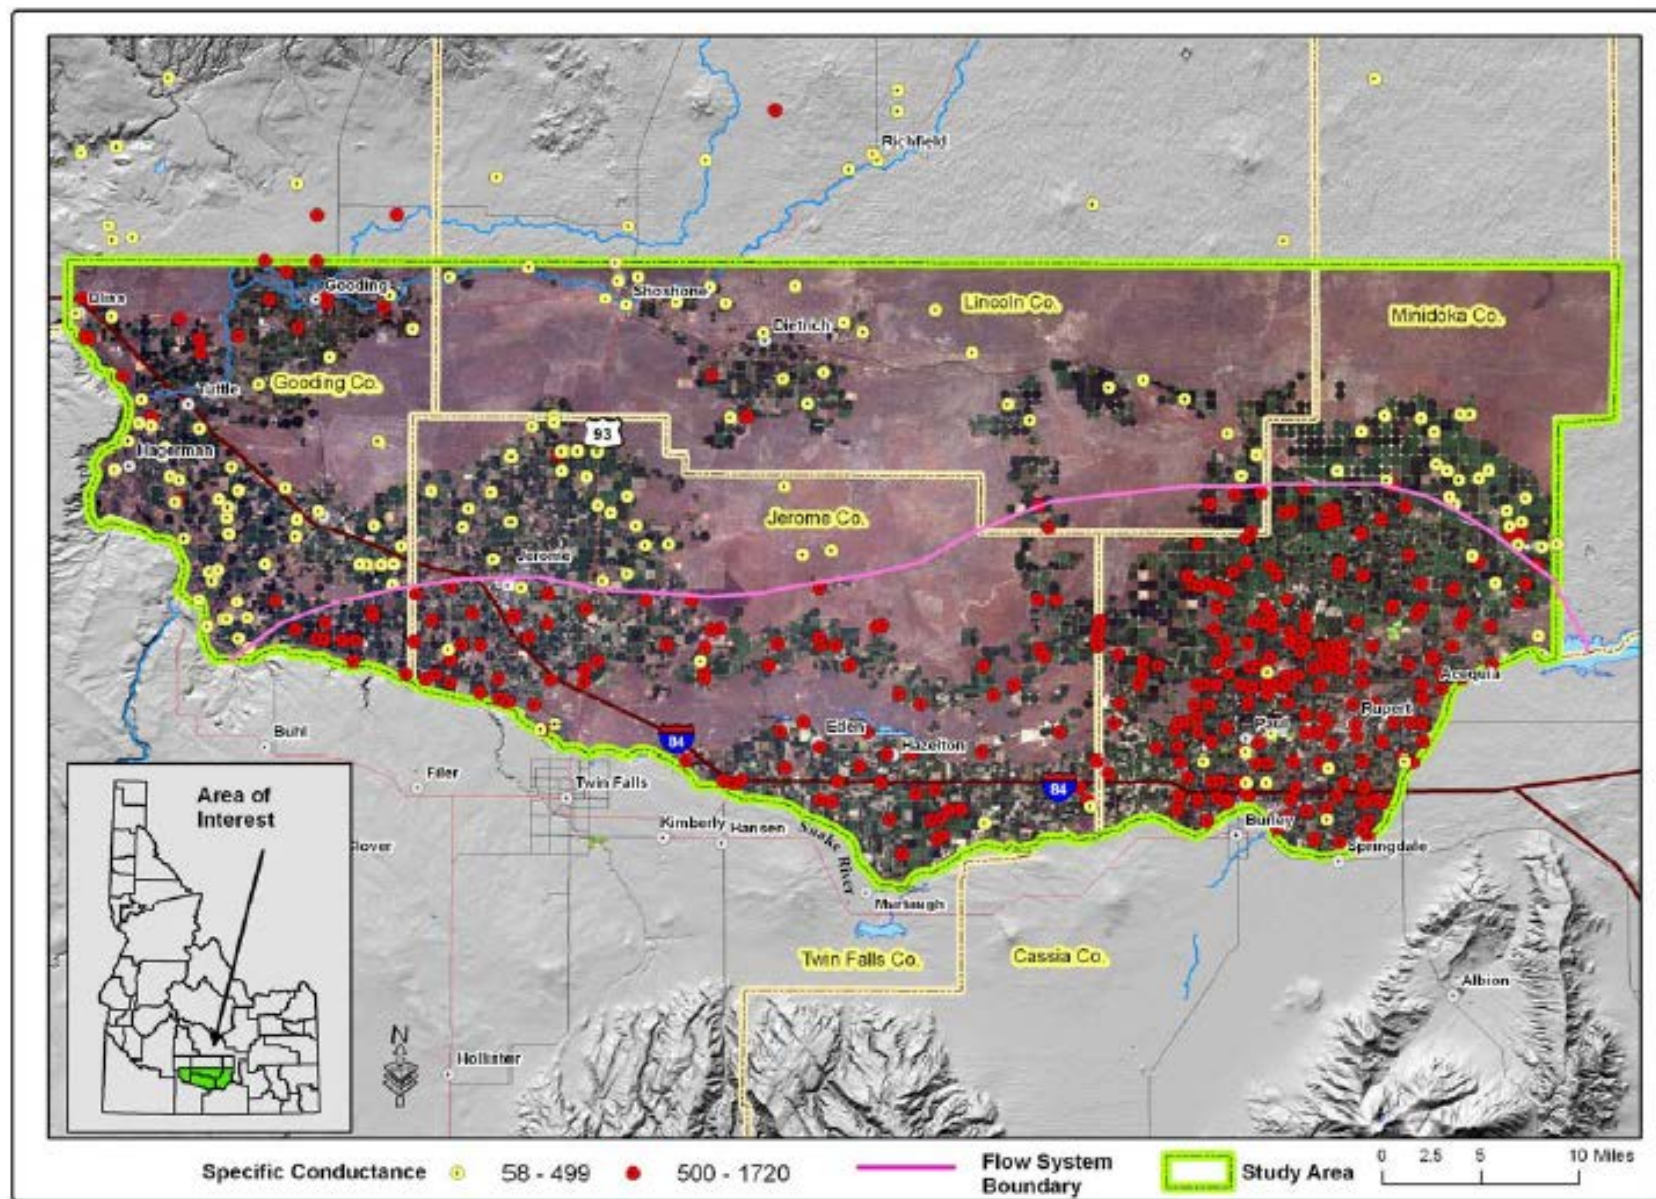 Richfield
Bliss
Gooding
Shoshone
Lincoln Co.
Minidoka Co.
Dietrich
Gooding Co.
Tuttle
93
Hagerman
Jerome Co.
Jerome
Acequia
Rupert
Paul
Eden
Hazelton
84
Buhl
Filer
Twin Falls
84
Kimberly
Hansen
Burley
Springdale
Snake River
Murtaugh
Area of
Interest
Twin Falls Co.
Cassia Co.
Albion
N
Hollister
Specific Conductance
58 - 499
500 - 1720
Flow System
Boundary
Study Area
0 2.5 5 10 Miles